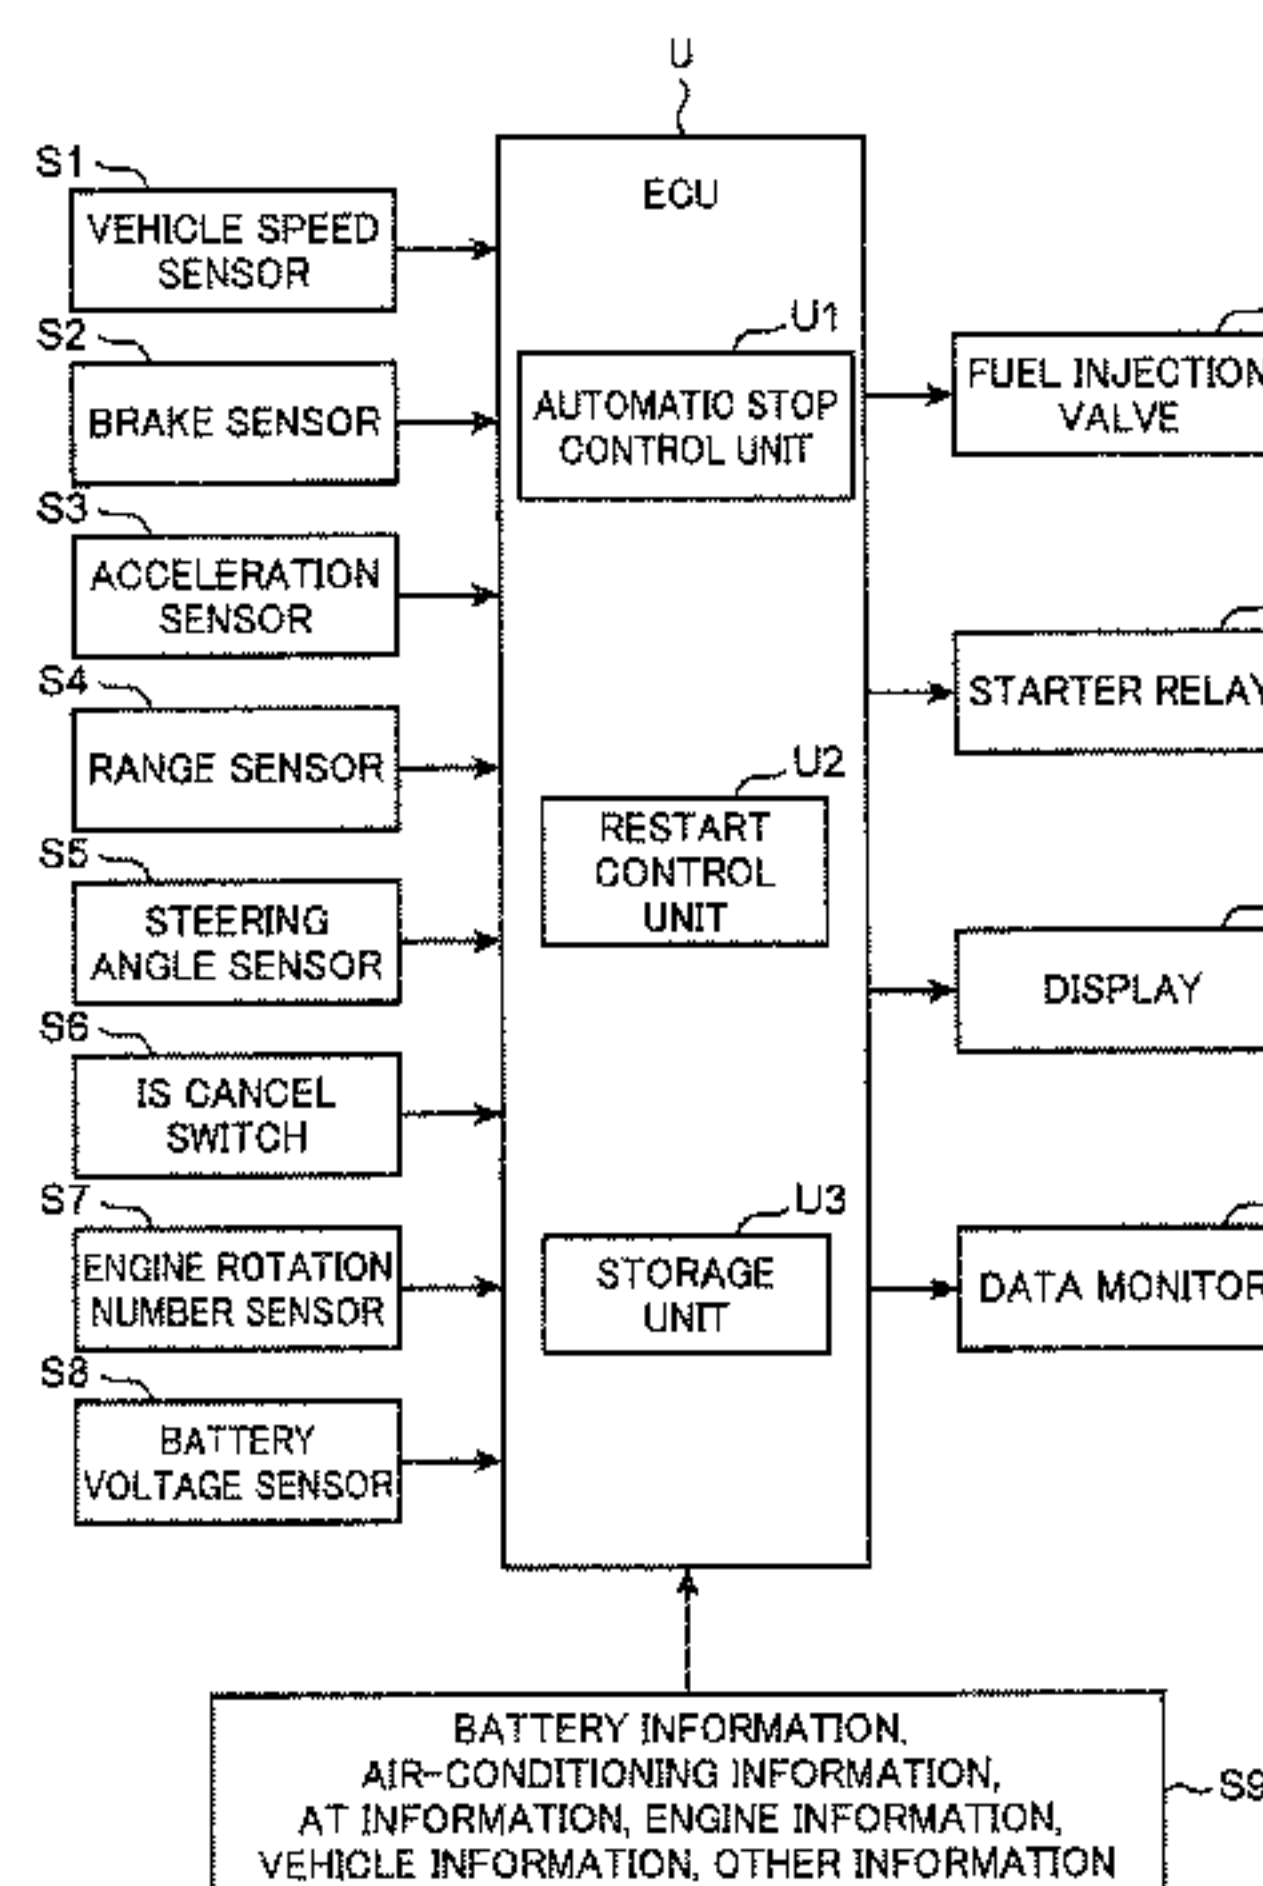 U
ECU
S1
VEHICLE SPEED
SENSOR
S2
BRAKE SENSOR
S3
ACCELERATION
SENSOR
S4
RANGE SENSOR
S5
STEERING
ANGLE SENSOR
S6
IS CANCEL
SWITCH
S7
ENGINE ROTATION
NUMBER SENSOR
S8
BATTERY
VOLTAGE SENSOR
U1
AUTOMATIC STOP
CONTROL UNIT
U2
RESTART
CONTROL
UNIT
U3
STORAGE
UNIT
FUEL INJECTION
VALVE
STARTER RELAY
DISPLAY
DATA MONITOR
BATTERY INFORMATION,
AIR-CONDITIONING INFORMATION,
AT INFORMATION, ENGINE INFORMATION,
VEHICLE INFORMATION, OTHER INFORMATION
S9